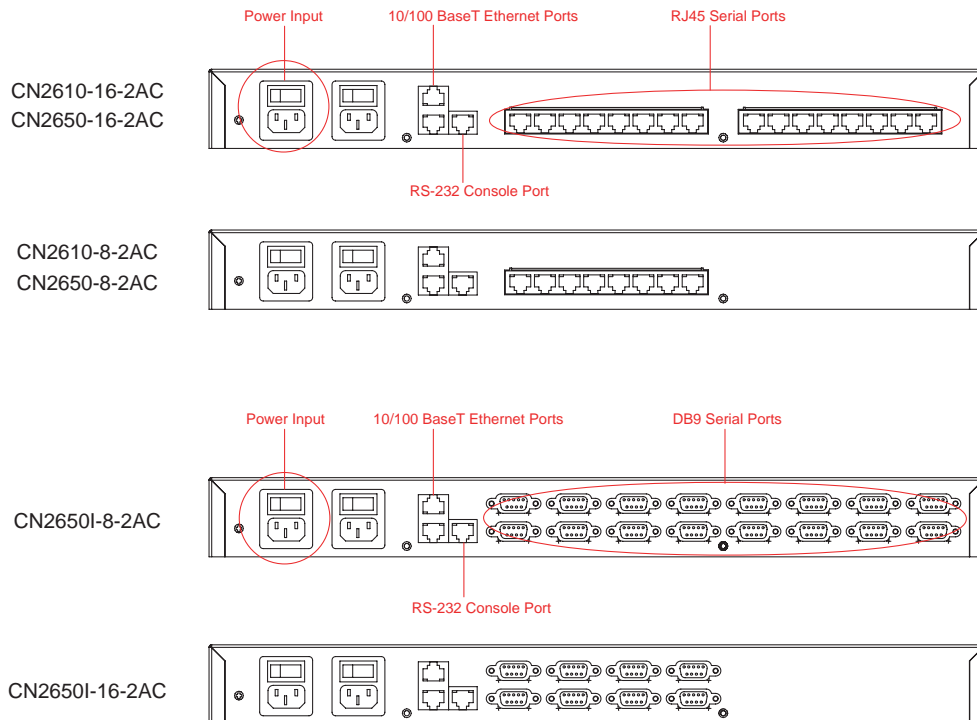 Power Input 10/100 BaseT Ethernet Ports RJ45 Serial Ports
CN2610-16-2AC
CN2650-16-2AC
RS-232 Console Port
CN2610-8-2AC
CN2650-8-2AC
Power Input 10/100 BaseT Ethernet Ports DB9 Serial Ports
CN2650I-8-2AC
RS-232 Console Port
CN2650I-16-2AC